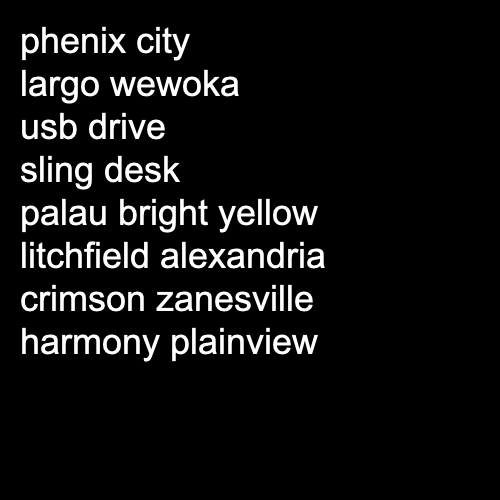 phenix city
largo wewoka
usb drive
sling desk
palau bright yellow
litchfield alexandria
crimson zanesville
harmony plainview